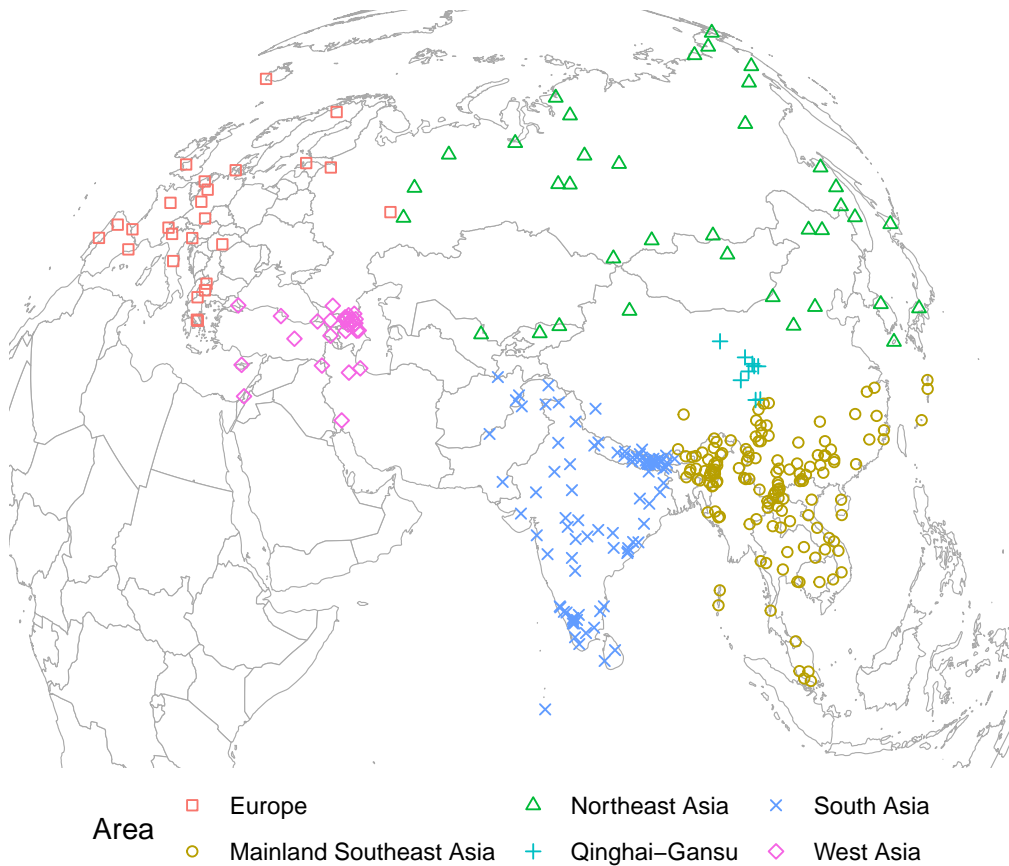 Area
Europe
Northeast Asia
South Asia
Mainland Southeast Asia
Qinghai−Gansu
West Asia